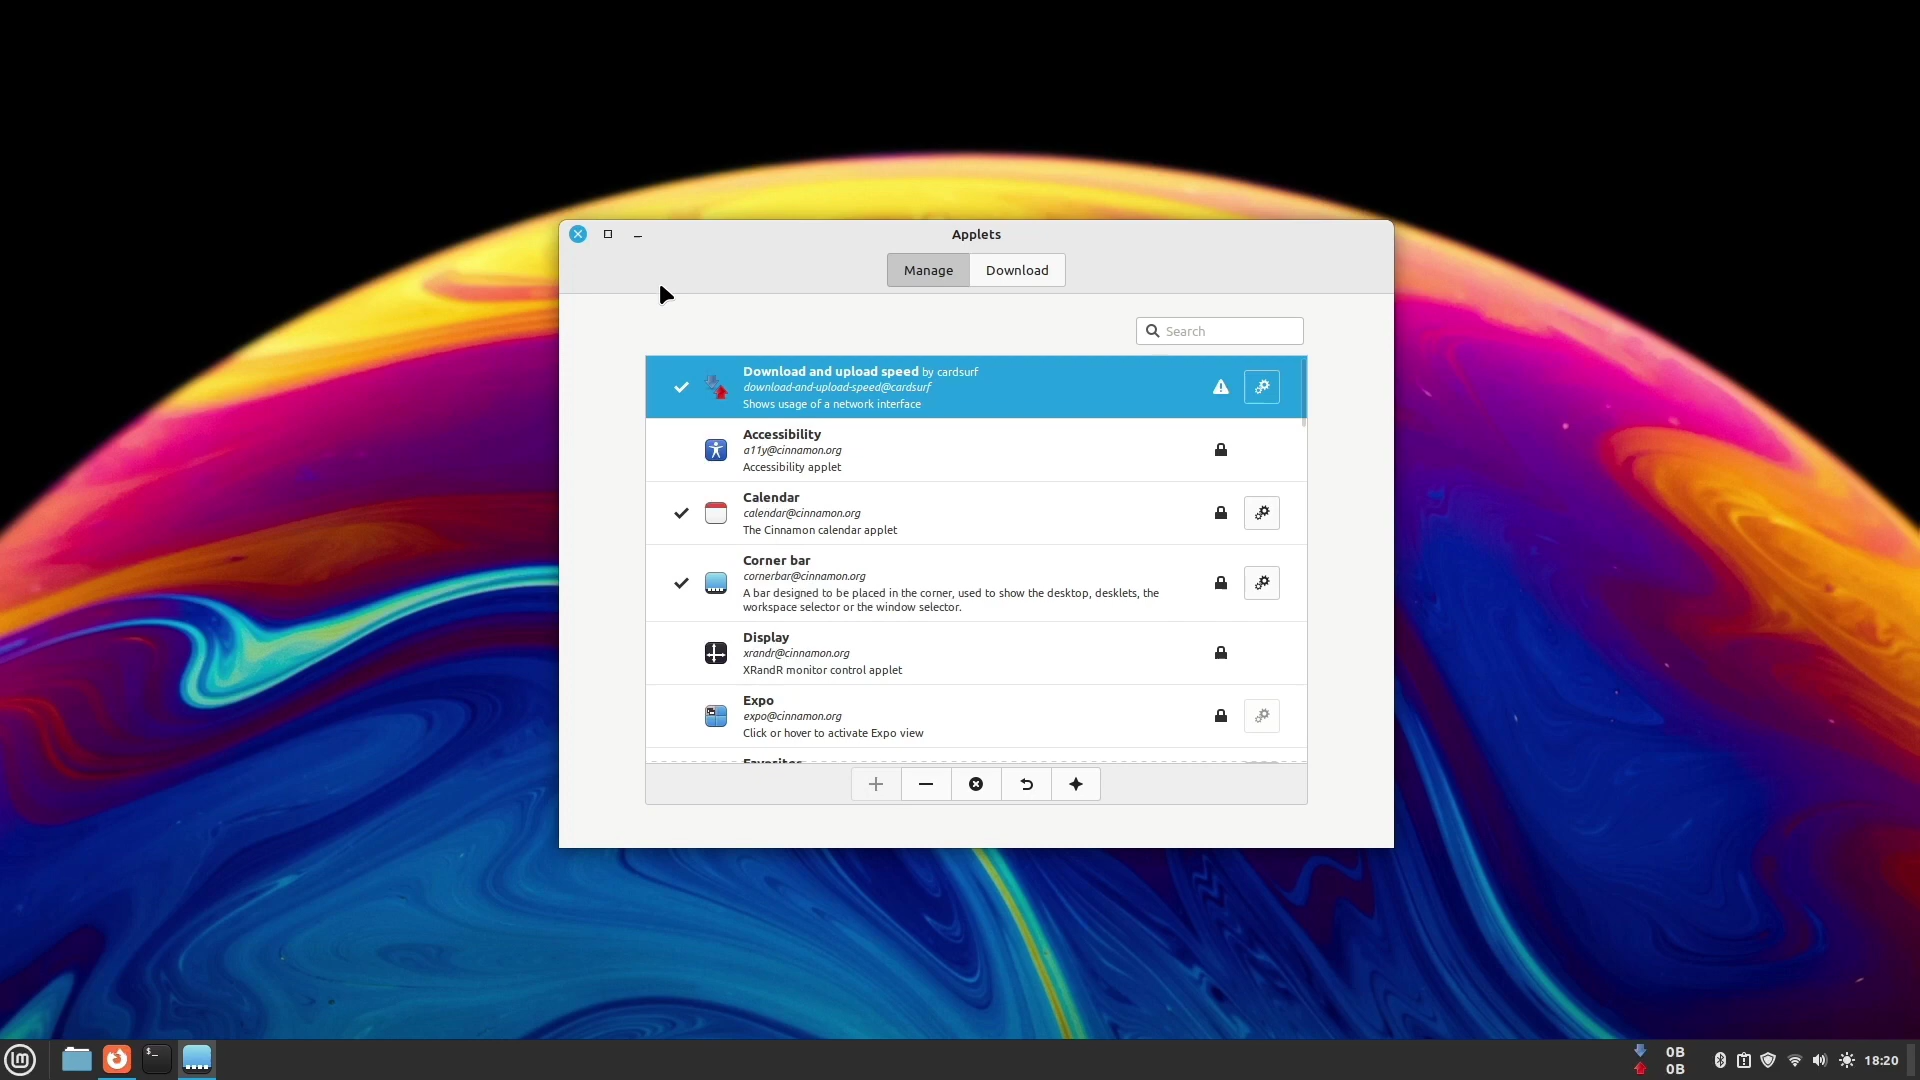 Applets
Manage
Download
Search
Download and upload speed by cardsurf
download-and-upload-speed@cardsurf
Shows usage of a network interface
Accessibility
a11y@cinnamon.org
Accessibility applet
Calendar
calendar@cinnamon.org
The Cinnamon calendar applet
Corner bar
cornerbar@cinnamon.org
A bar designed to be placed in the corner, used to show the desktop, desklets, the
workspace selector or the window selector.
Display
xrandr@cinnamon.org
XRandR monitor control applet
Expo
expo@cinnamon.org
Click or hover to activate Expo view
Favorites
lm
$_
0B
0B
18:20